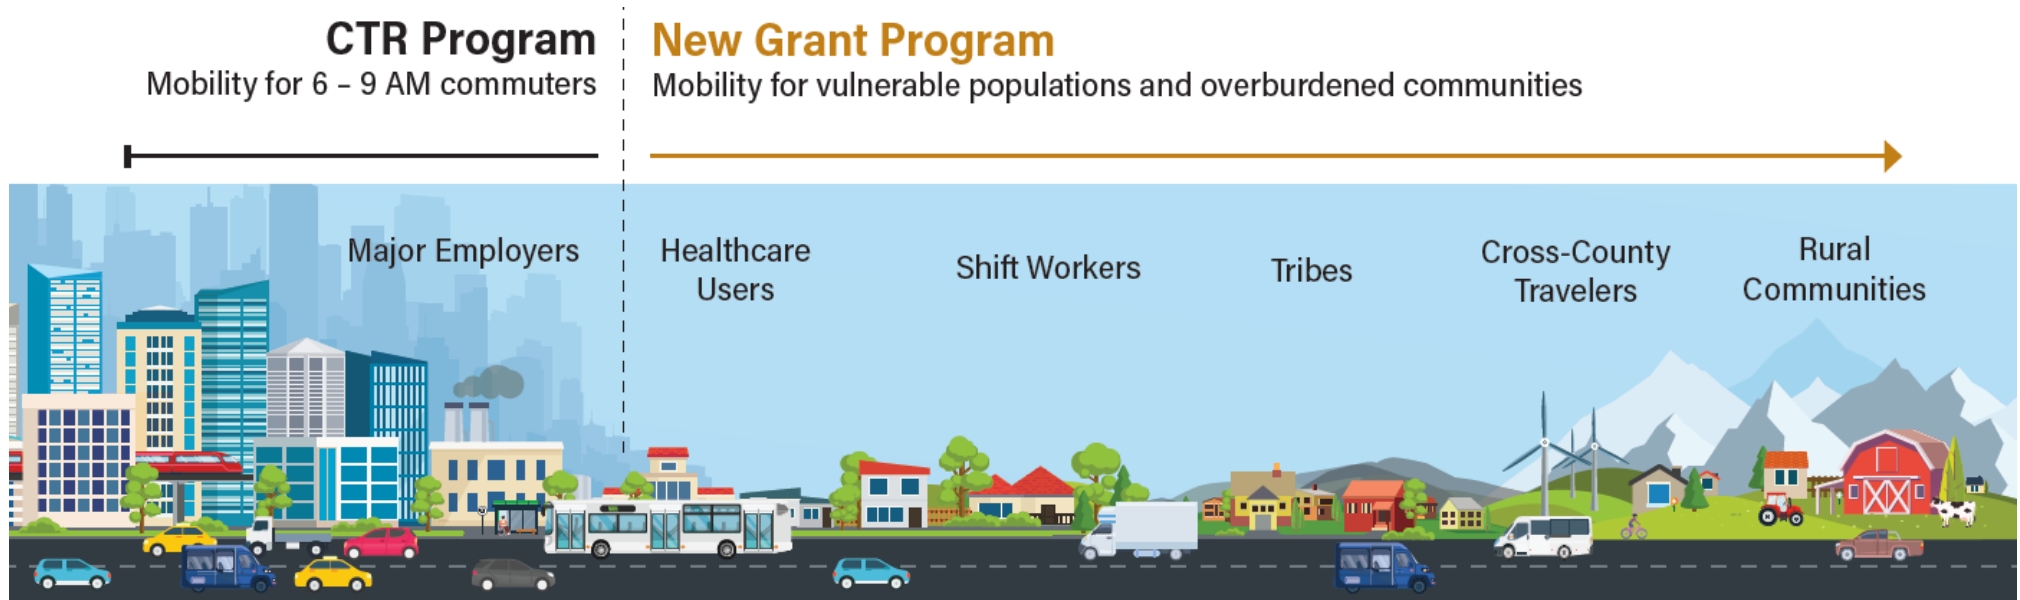 CTR Program
Mobility for 6 – 9 AM commuters
New Grant Program
Mobility for vulnerable populations and overburdened communities
Major Employers
Healthcare
Users
Shift Workers
Tribes
Cross-County
Travelers
Rural
Communities